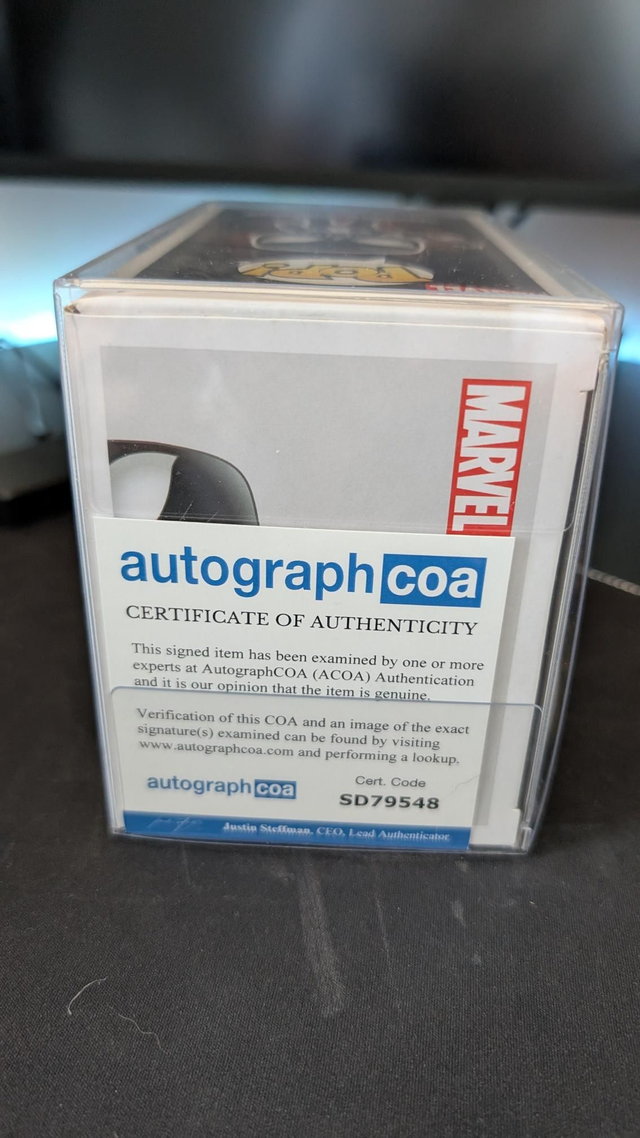 POP!
MARVEL
MARVEL
autographcoa
CERTIFICATE OF AUTHENTICITY
This signed item has been examined by one or more
experts at AutographCOA (ACOA) Authentication
and it is our opinion that the item is genuine.
Verification of this COA and an image of the exact
signature(s) examined can be found by visiting
www.autographcoa.com and performing a lookup.
autographcoa
Cert. Code
SD79548
Justin Steffman, CEO, Lead Authenticator